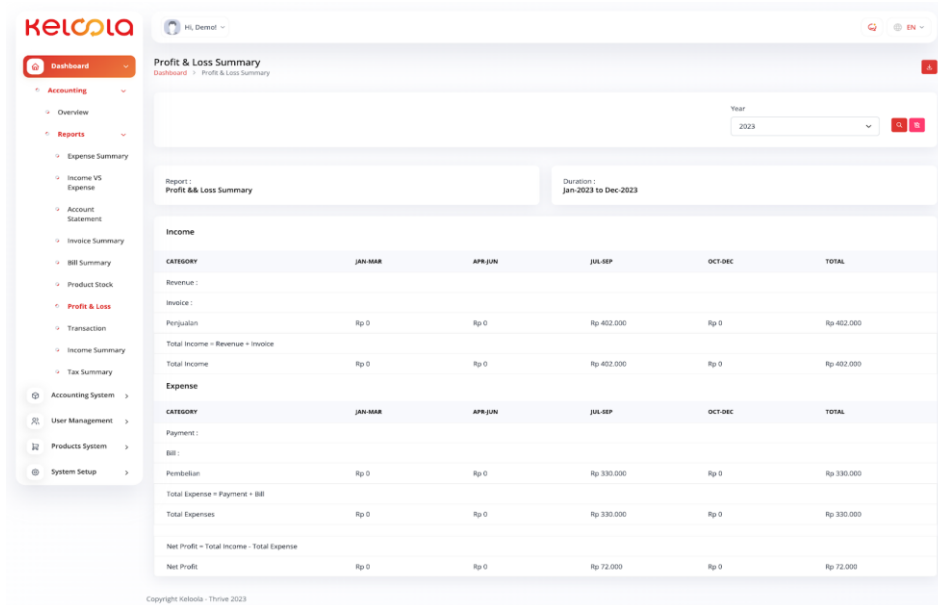 Keloola
Hi, Demo!
EN
Dashboard
Accounting
Overview
Reports
Expense Summary
Income VS
Expense
Account
Statement
Invoice Summary
Bill Summary
Product Stock
Profit & Loss
Transaction
Income Summary
Tax Summary
Accounting System
User Management
Products System
System Setup
Profit & Loss Summary
Dashboard > Profit & Loss Summary
Year
2023
Report :
Profit && Loss Summary
Duration :
Jan-2023 to Dec-2023
Income
CATEGORY JAN-MAR APR-JUN JUL-SEP OCT-DEC TOTAL
Revenue :
Invoice :
Penjualan Rp 0 Rp 0 Rp 402.000 Rp 0 Rp 402.000
Total Income = Revenue + Invoice
Total Income Rp 0 Rp 0 Rp 402.000 Rp 0 Rp 402.000
Expense
CATEGORY JAN-MAR APR-JUN JUL-SEP OCT-DEC TOTAL
Payment :
Bill :
Pembelian Rp 0 Rp 0 Rp 330.000 Rp 0 Rp 330.000
Total Expense = Payment + Bill
Total Expenses Rp 0 Rp 0 Rp 330.000 Rp 0 Rp 330.000
Net Profit = Total Income - Total Expense
Net Profit Rp 0 Rp 0 Rp 72.000 Rp 0 Rp 72.000
Copyright Keloola - Thrive 2023